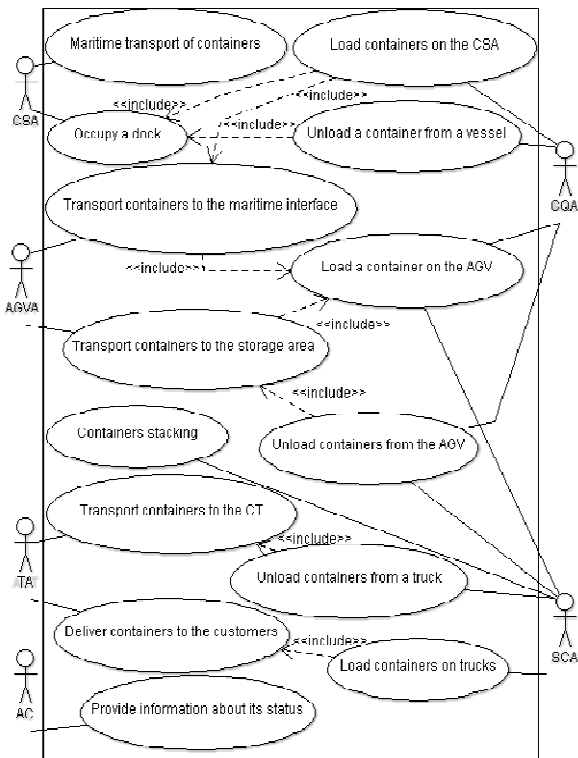 Maritime transport of containers
Load containers on the CSA
<<include>>
<<include>>
CSA
Occupy a dock
<<include>>
Unload a container from a vessel
CQA
Transport containers to the maritime interface
<<include>>
Load a container on the AGV
AGVA
<<include>>
Transport containers to the storage area
<<include>>
Containers stacking
Unload containers from the AGV
Transport containers to the CT
<<include>>
TAT
Unload containers from a truck
Deliver containers to the customers
<<include>>
SCA
Load containers on trucks
AC
Provide information about its status